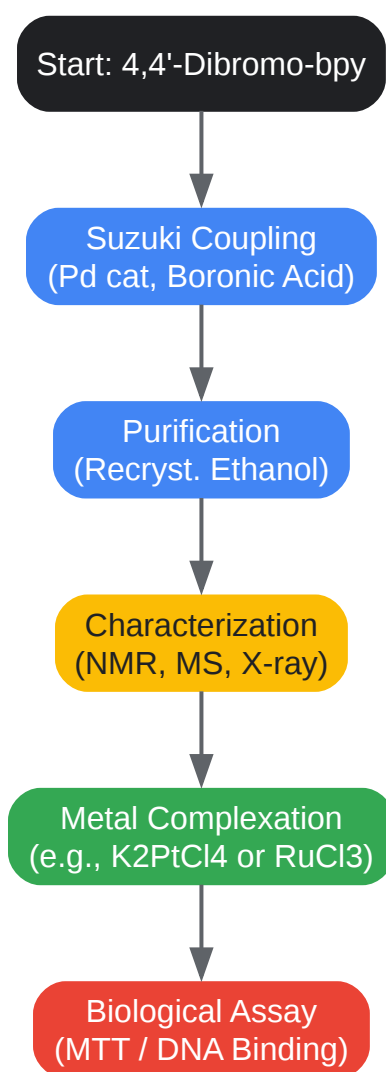 Start: 4,4'-Dibromo-bpy
Suzuki Coupling
(Pd cat, Boronic Acid)
Purification
(Recryst. Ethanol)
Characterization
(NMR, MS, X-ray)
Metal Complexation
(e.g., K2PtCl4 or RuCl3)
Biological Assay
(MTT / DNA Binding)